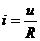 i = u/R